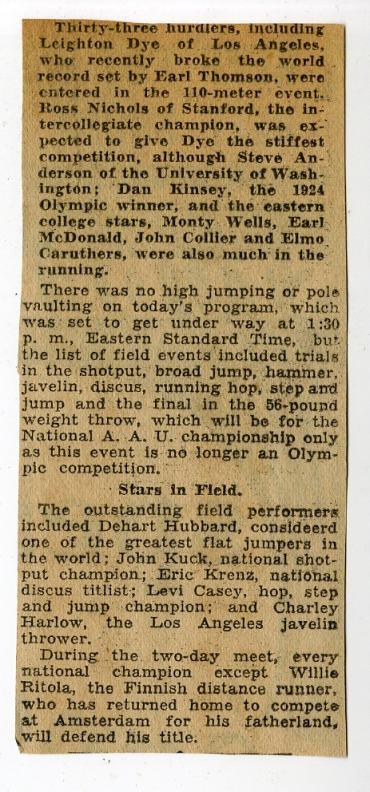 Thirty-three hurdlers, including
Leighton Dye of Los Angeles,
who recently broke the world
record set by Earl Thomson, were
entered in the 110-meter event.
Ross Nichols of Stanford, the in-
tercollegiate champion, was ex-
pected to give Dye the stiffest
competition, although Steve An-
derson of the University of Wash-
ington; Dan Kinsey, the 1924
Olympic winner, and the eastern
college stars, Monty Wells, Earl
McDonald, John Collier and Elmo
Caruthers, were also much in the
running.
There was no high jumping or pole
vaulting on today's program, which
was set to get under way at 1:30
p. m., Eastern Standard Time, but
the list of field events included trials
in the shotput, broad jump, hammer,
javelin, discus, running hop, step and
jump and the final in the 56-pound
weight throw, which will be for the
National A. A. U. championship only
as this event is no longer an Olym-
pic competition.
Stars in Field.
The outstanding field performers
included Dehart Hubbard, consideerd
one of the greatest flat jumpers in
the world; John Kuck, national shot-
put champion; Eric Krenz, national
discus titlist; Levi Casey, hop, step
and jump champion; and Charley
Harlow, the Los Angeles javelin
thrower.
During the two-day meet, every
national champion except Willie
Ritola, the Finnish distance runner,
who has returned home to compete
at Amsterdam for his fatherland,
will defend his title.